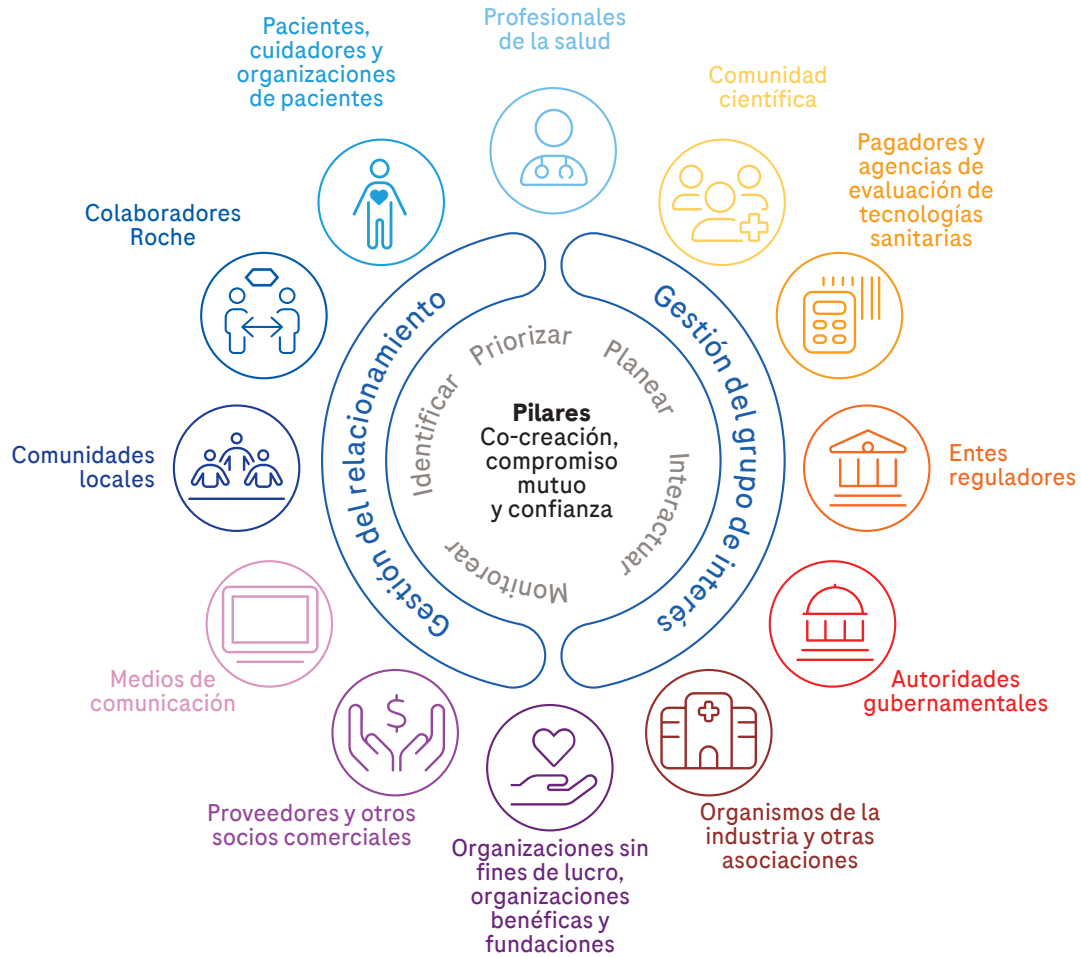 Profesionales
de la salud
Comunidad
científica
Pagadores y
agencias de
evaluación de
tecnologías
sanitarias
Entes
reguladores
Autoridades
gubernamentales
Organismos de la
industria y otras
asociaciones
Organizaciones sin
fines de lucro,
organizaciones
benéficas y
fundaciones
Proveedores y otros
socios comerciales
Medios de
comunicación
Comunidades
locales
Colaboradores
Roche
Pacientes,
cuidadores y
organizaciones
de pacientes
Gestión del relacionamiento
Gestión del grupo de interés
Identificar
Priorizar
Planear
Interactuar
Monitorear
Pilares
Co-creación,
compromiso
mutuo
y confianza
$